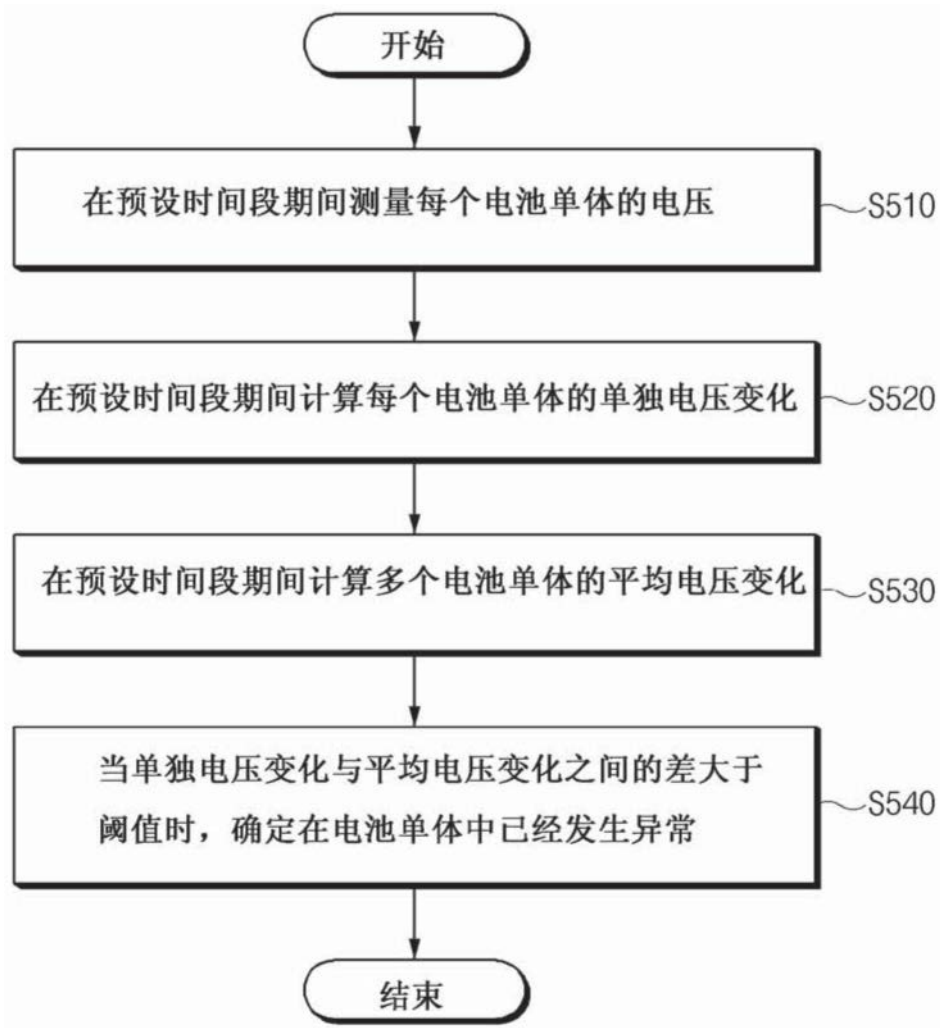 开始
在预设时间段期间测量每个电池单体的电压
S510
在预设时间段期间计算每个电池单体的单独电压变化
S520
在预设时间段期间计算多个电池单体的平均电压变化
S530
当单独电压变化与平均电压变化之间的差大于
阈值时，确定在电池单体中已经发生异常
S540
结束